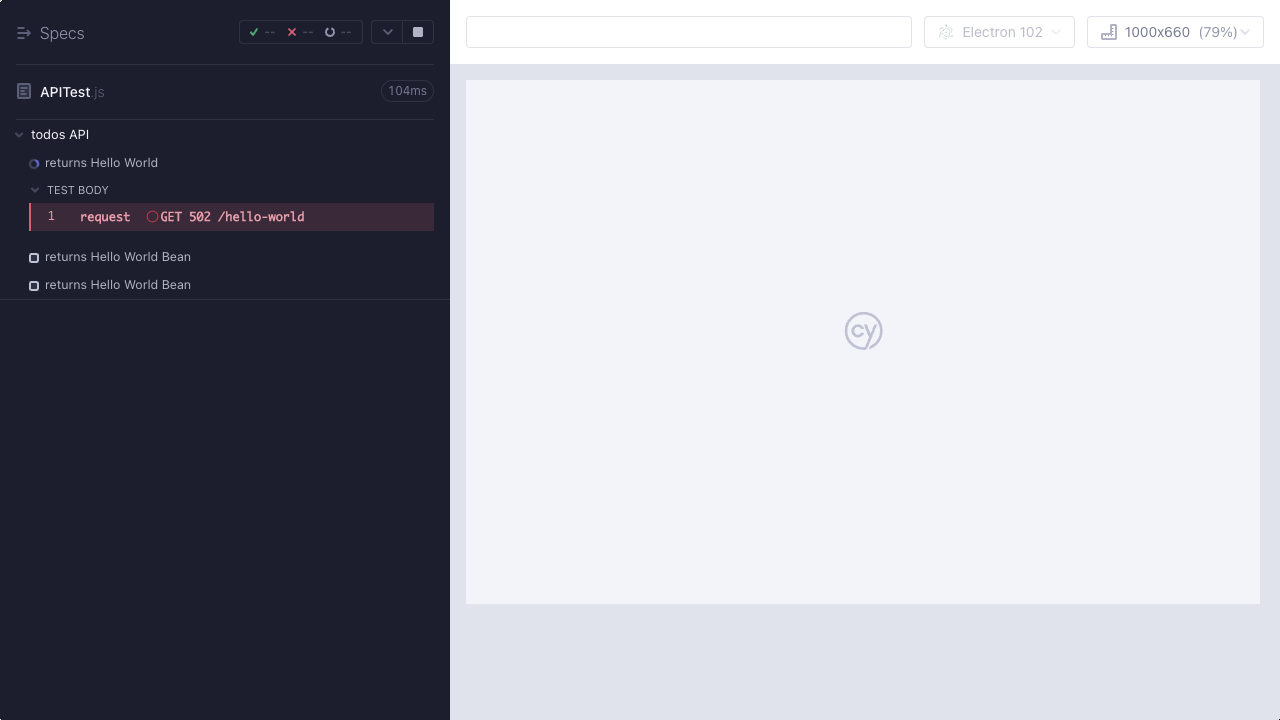 Specs -- -- --
Electron 102 1000x660 (79%)
APITest.js 104ms
todos API
returns Hello World
TEST BODY
1 request GET 502 /hello-world
returns Hello World Bean
returns Hello World Bean
cy